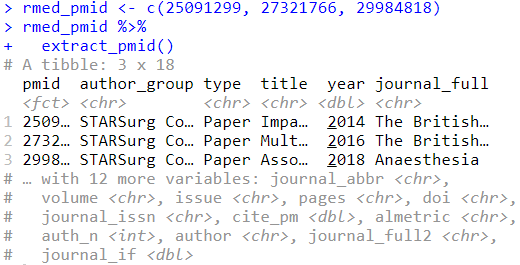 > rmed_pmid <- c(25091299, 27321766, 29984818)
> rmed_pmid %>%
+   extract_pmid()
# A tibble: 3 x 18
  pmid  author_group type  title  year journal_full
  <fct> <chr>        <chr> <chr> <dbl> <chr>
1 2509… STARSurg Co… Paper Impa…  2014 The British…
2 2732… STARSurg Co… Paper Mult…  2016 The British…
3 2998… STARSurg Co… Paper Asso…  2018 Anaesthesia
# … with 12 more variables: journal_abbr <chr>,
#   volume <chr>, issue <chr>, pages <chr>, doi <chr>,
#   journal_issn <chr>, cite_pm <dbl>, almetric <chr>,
#   auth_n <int>, author <chr>, journal_full2 <chr>,
#   journal_if <dbl>